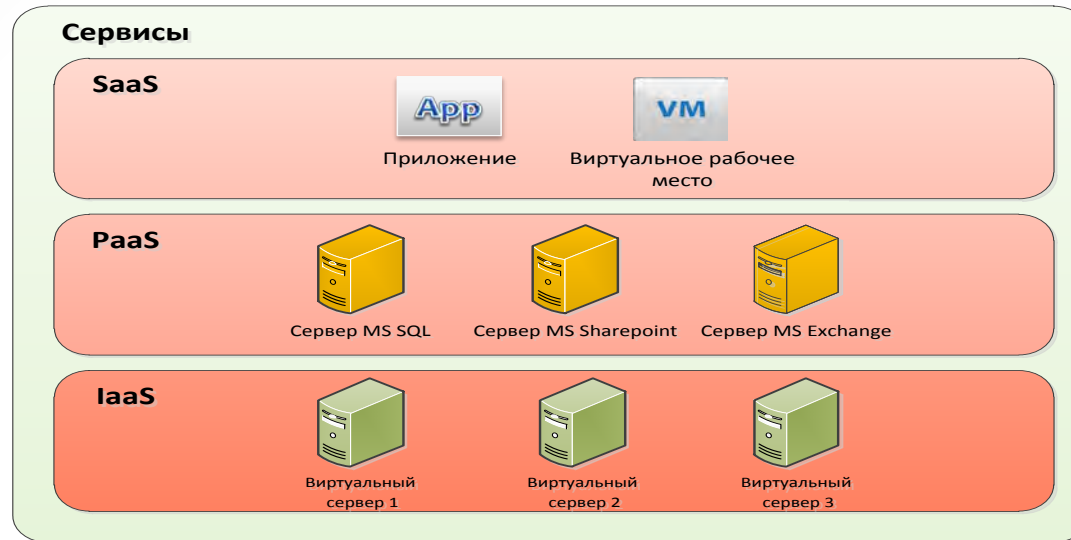 Сервисы
SaaS
App
VM
Приложение
Виртуальное рабочее
место
PaaS
Сервер MS SQL
Сервер MS Sharepoint
Сервер MS Exchange
IaaS
Виртуальный
сервер 1
Виртуальный
сервер 2
Виртуальный
сервер 3